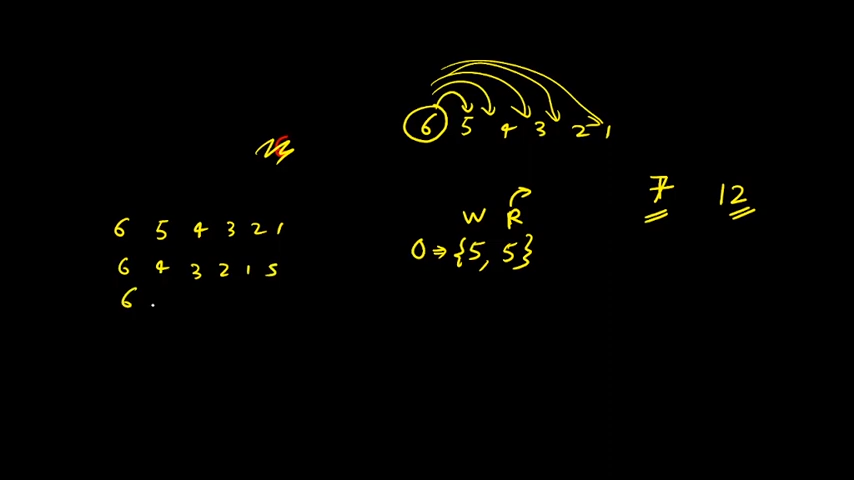 6 5 4 3 2 1
7 12
W R
6 5 4 3 2 1
0 ⇒ {5, 5}
6 4 3 2 1 5
6 .